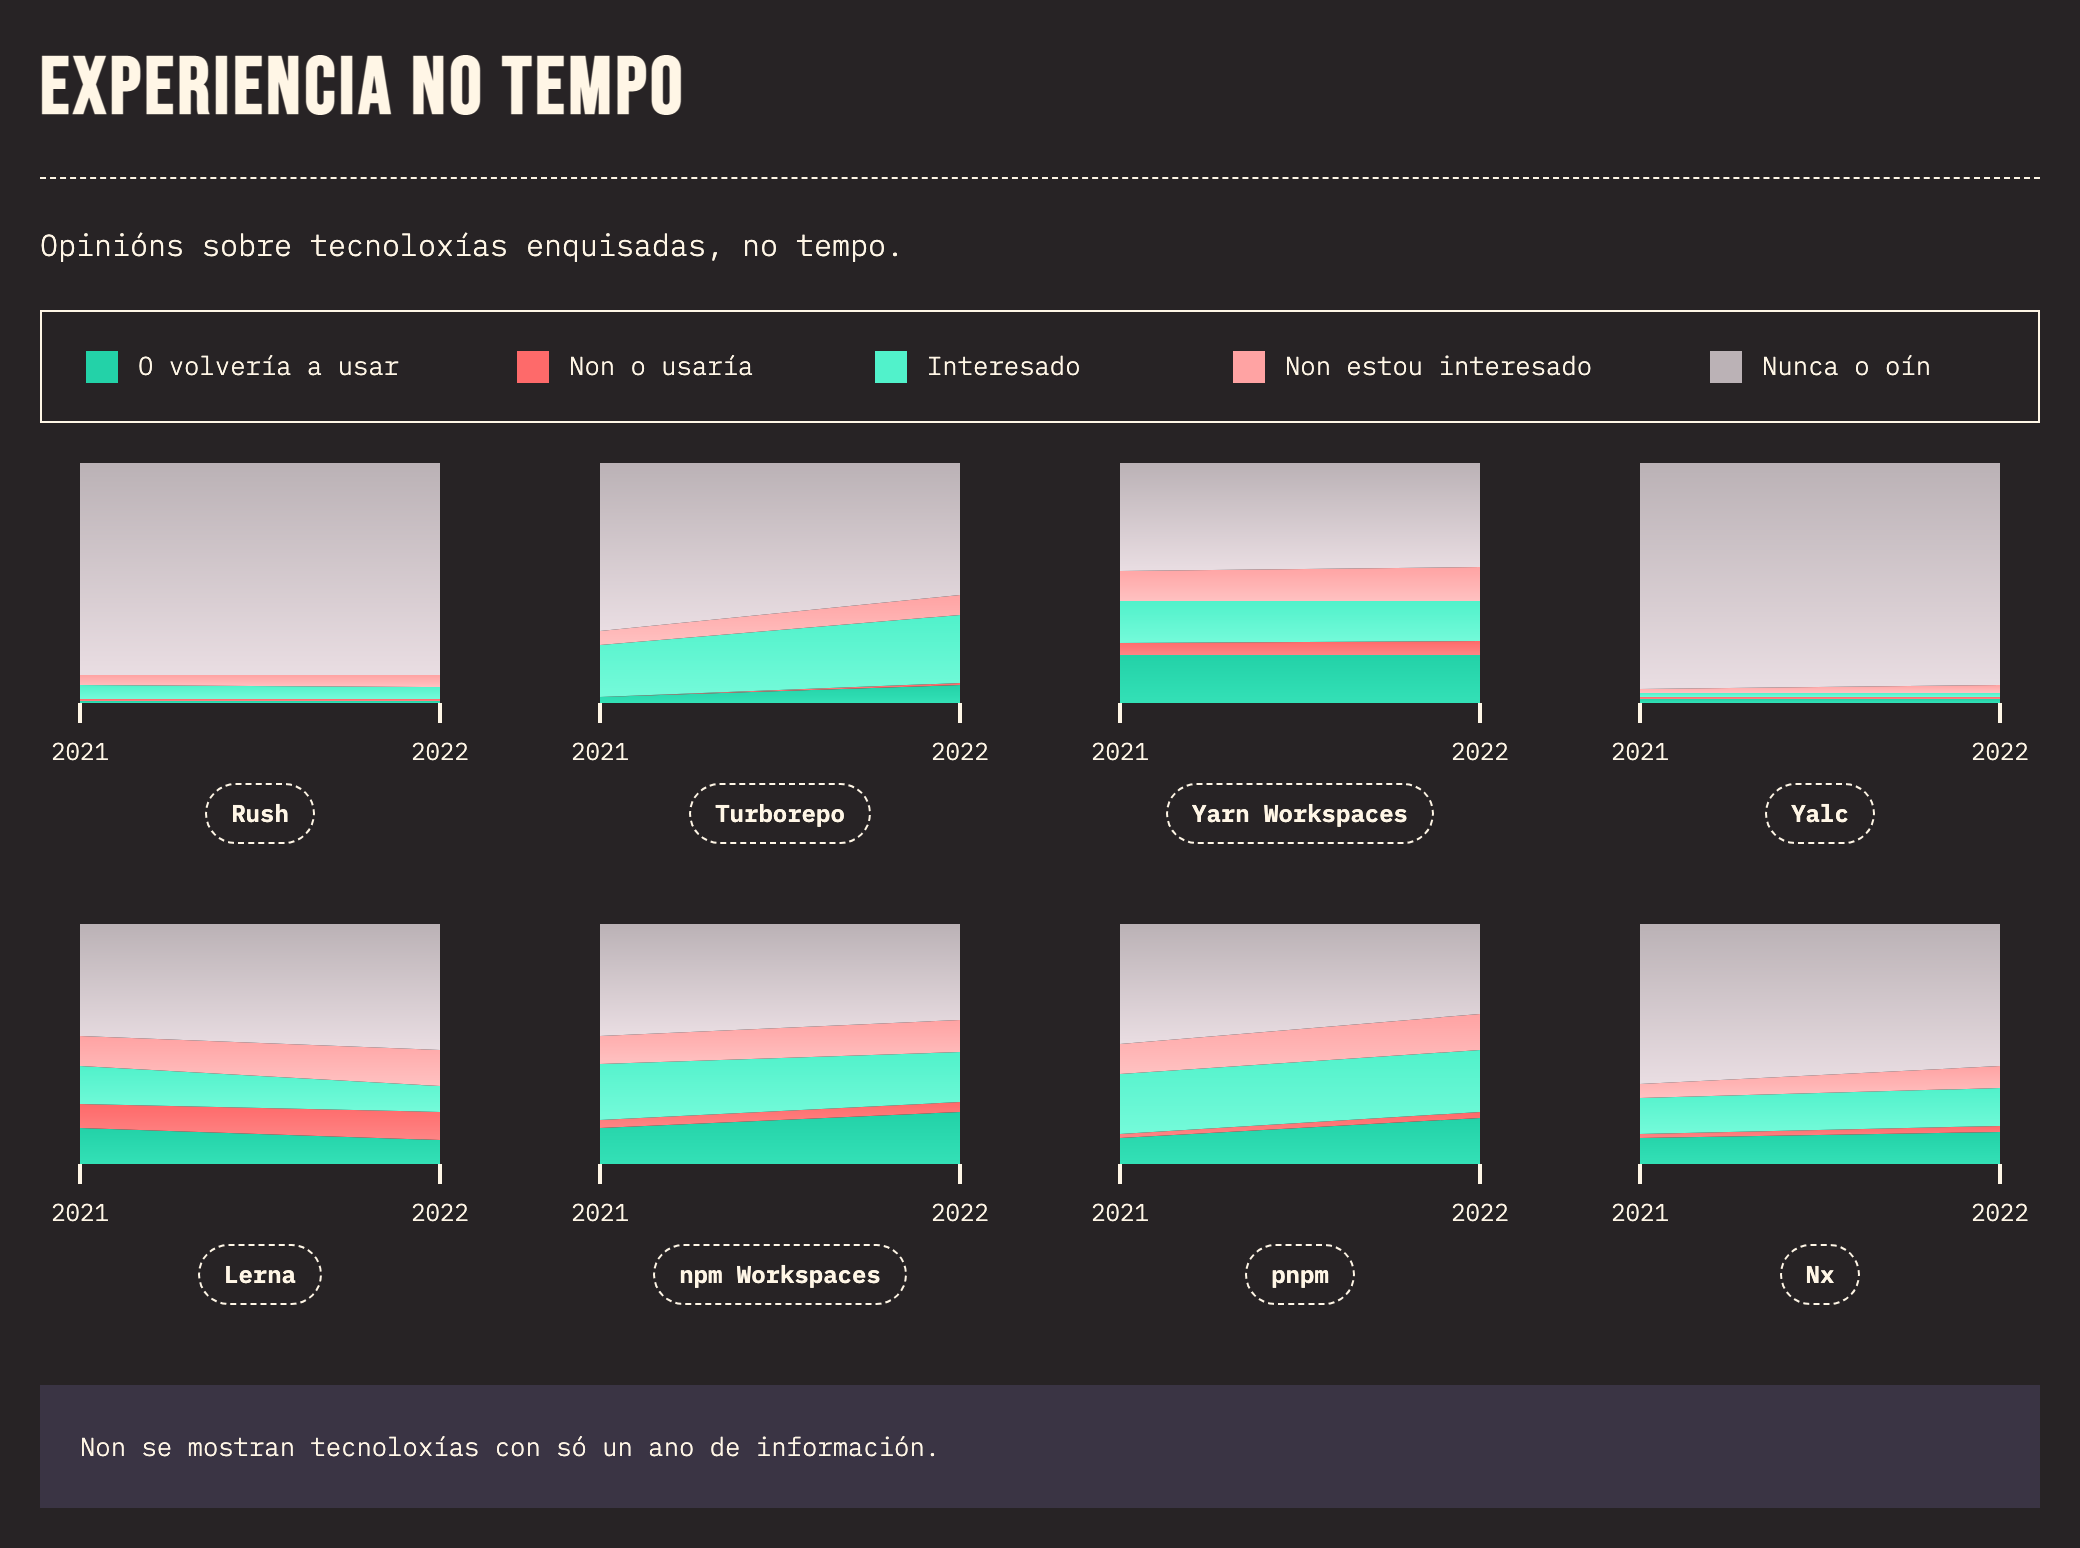 EXPERIENCIA NO TEMPO
Opinións sobre tecnoloxías enquisadas, no tempo.
O volvería a usar Non o usaría Interesado Non estou interesado Nunca o oín
2021 2022 2021 2022 2021 2022 2021 2022
Rush Turborepo Yarn Workspaces Yalc
2021 2022 2021 2022 2021 2022 2021 2022
Lerna npm Workspaces pnpm Nx
Non se mostran tecnoloxías con só un ano de información.